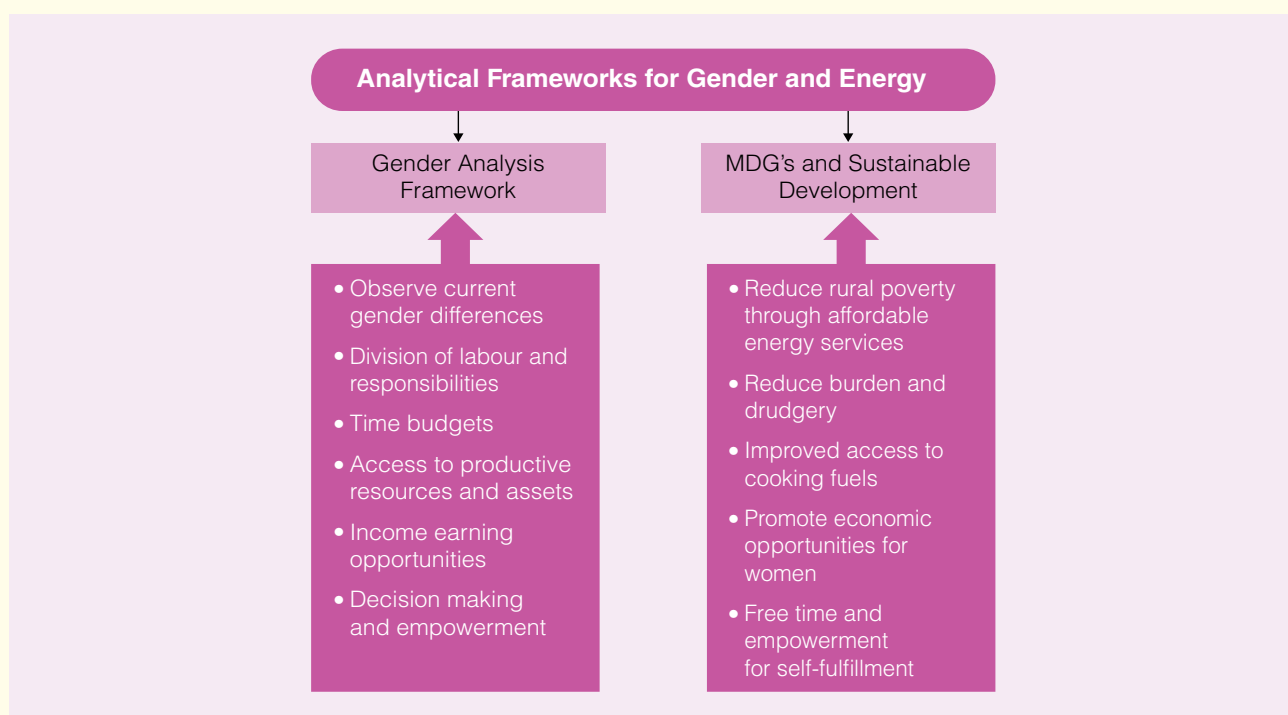 Analytical Frameworks for Gender and Energy
Gender Analysis
Framework
• Observe current
gender differences
• Division of labour and
responsibilities
• Time budgets
• Access to productive
resources and assets
• Income earning
opportunities
• Decision making
and empowerment
MDG's and Sustainable
Development
• Reduce rural poverty
through affordable
energy services
• Reduce burden and
drudgery
• Improved access to
cooking fuels
• Promote economic
opportunities for
women
• Free time and
empowerment
for self-fulfillment